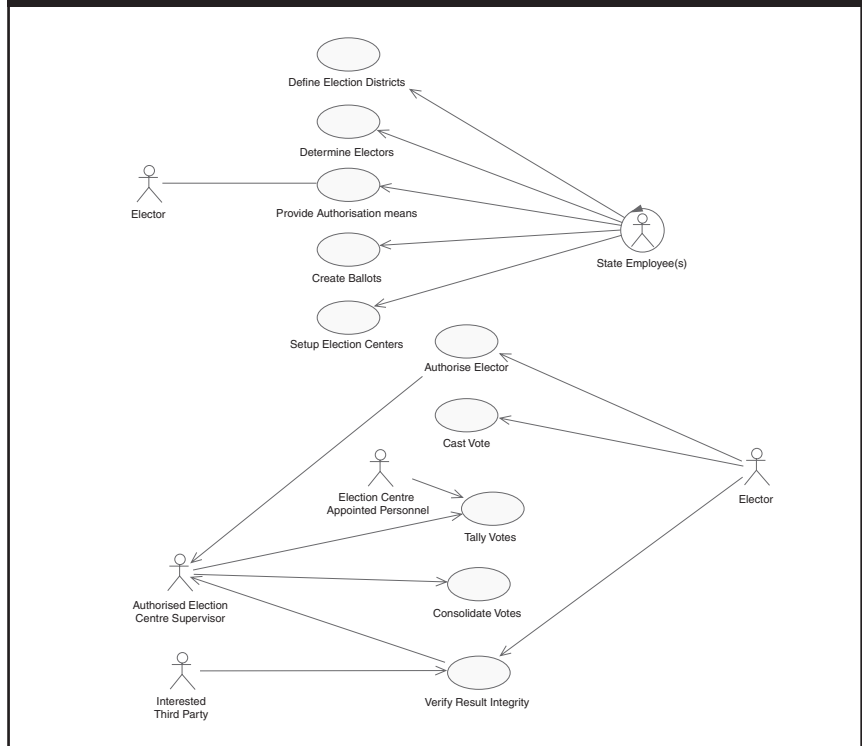 Define Election Districts
Determine Electors
Elector
Provide Authorisation means
State Employee(s)
Create Ballots
Setup Election Centers
Authorise Elector
Cast Vote
Election Centre
Appointed Personnel
Elector
Tally Votes
Authorised Election
Centre Supervisor
Consolidate Votes
Interested
Third Party
Verify Result Integrity